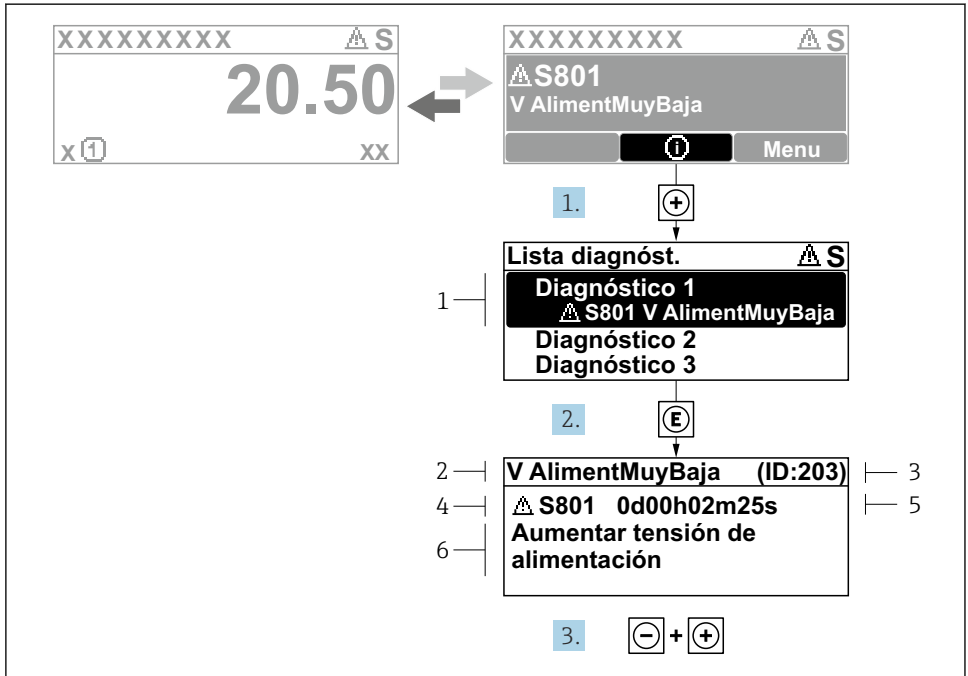 XXXXXXXXX ⚠ S
20.50
x ① xx
XXXXXXXXX ⚠ S
⚠ S801
V AlimentMuyBaja
ⓘ Menu
1. +
Lista diagnóst. ⚠ S
1 Diagnóstico 1
⚠ S801 V AlimentMuyBaja
Diagnóstico 2
Diagnóstico 3
2. E
2 V AlimentMuyBaja (ID:203) 3
4 ⚠ S801 0d00h02m25s 5
6 Aumentar tensión de
alimentación
3. - + +